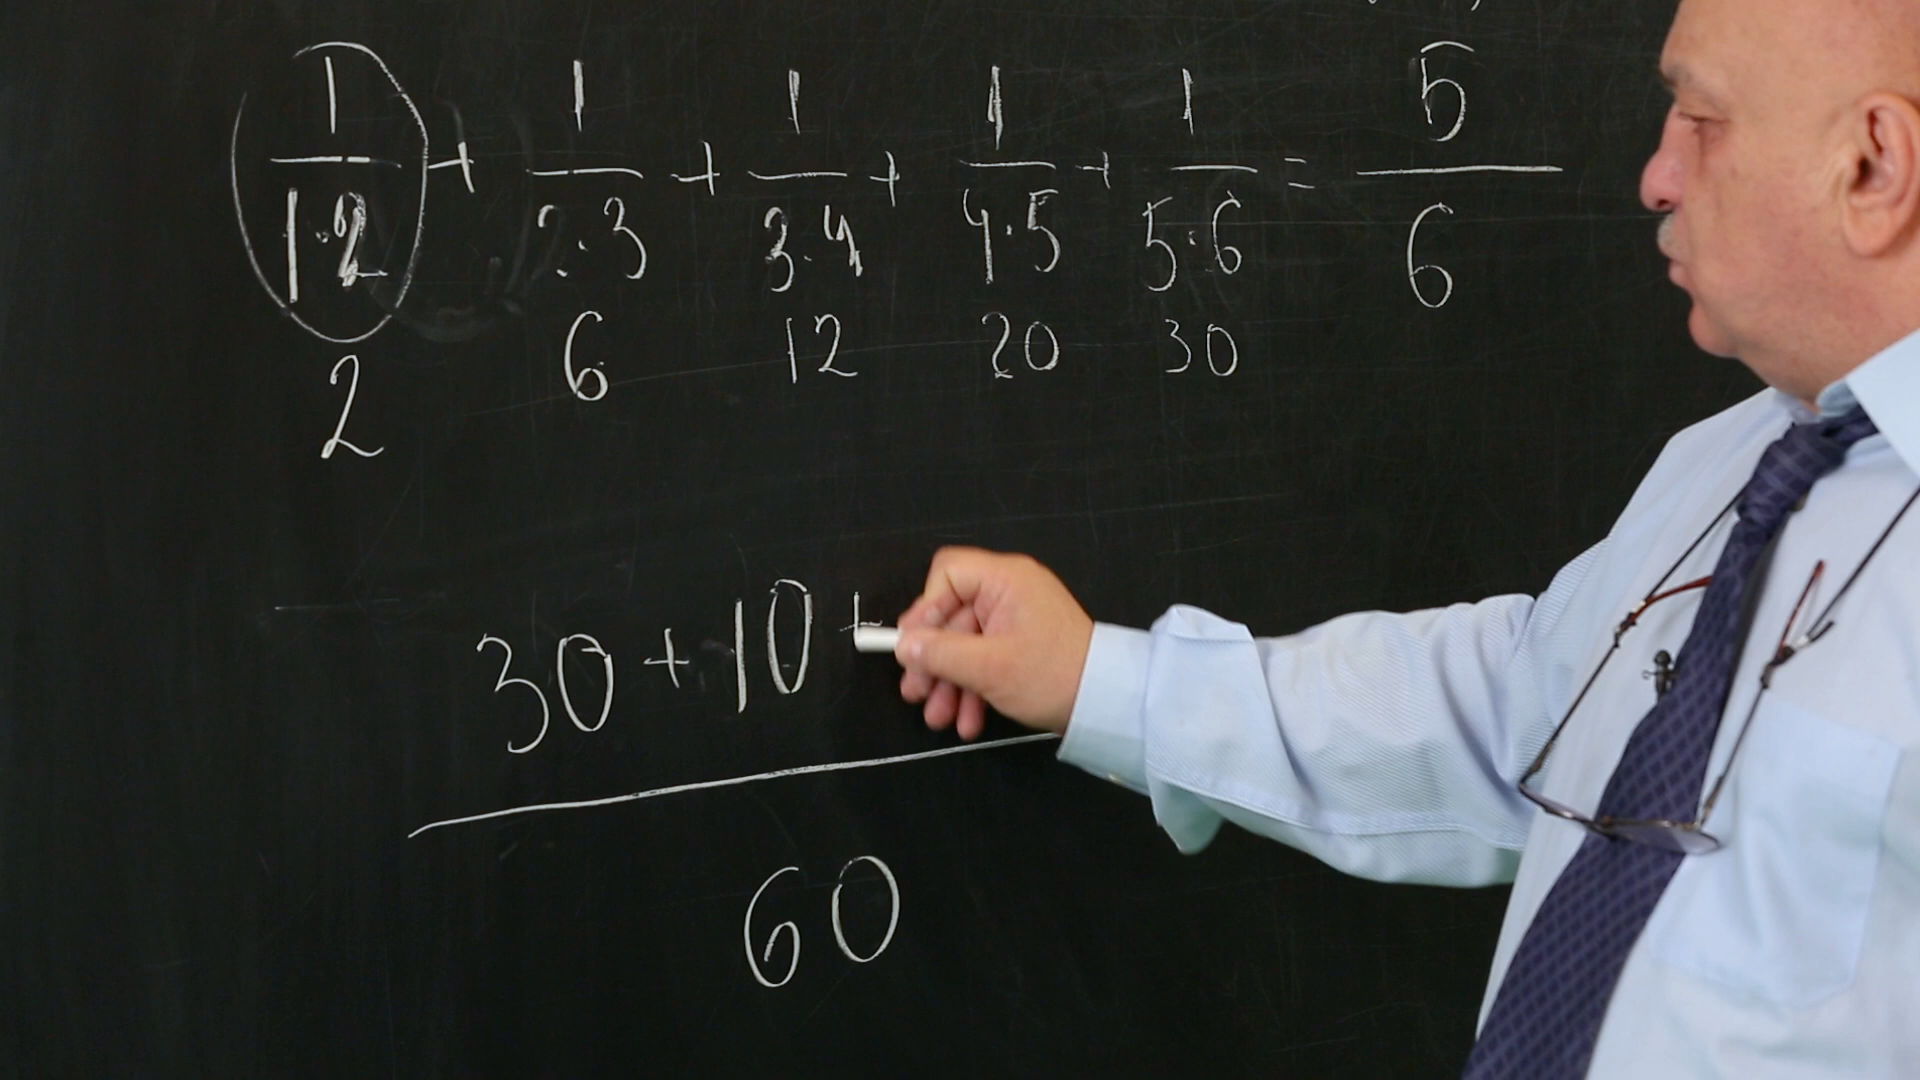 1 + 1 + 1 + 1 + 1 = 5
1·2 2·3 3·4 4·5 5·6 6
2 6 12 20 30
30+10+
60